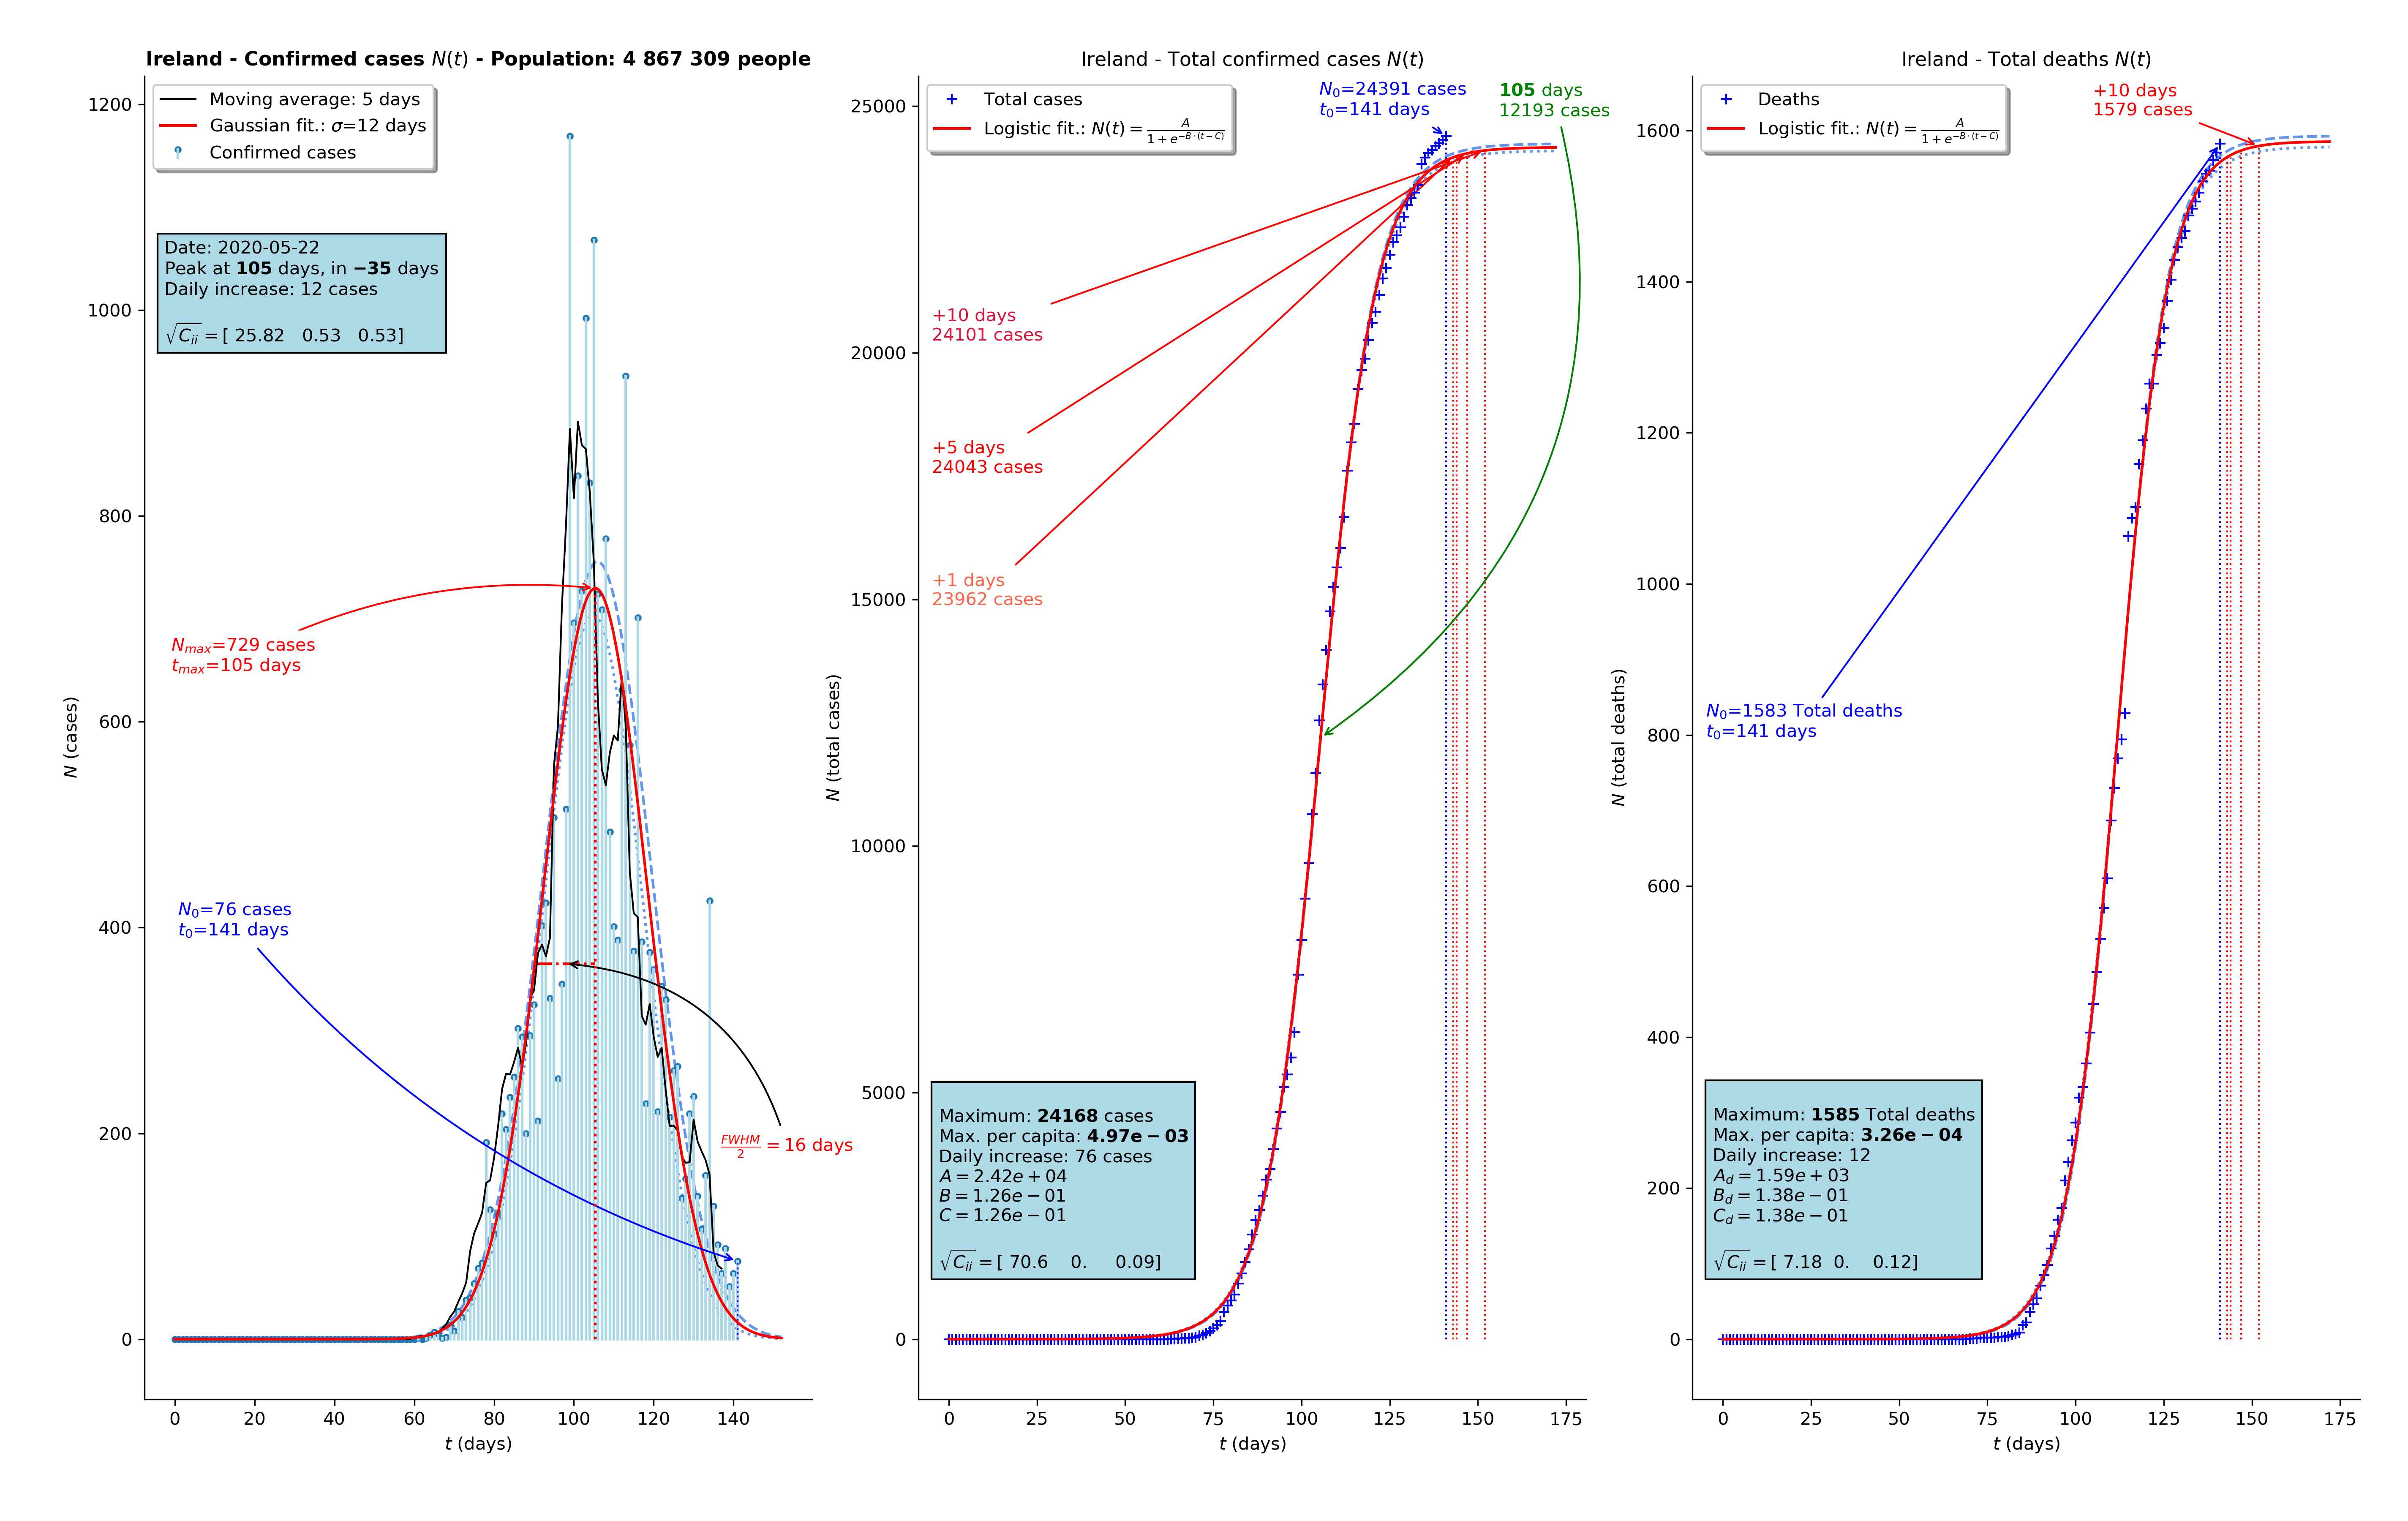 Ireland - Confirmed cases N(t) - Population: 4 867 309 people
Moving average: 5 days
Gaussian fit.: σ=12 days
Confirmed cases
Date: 2020-05-22
Peak at 105 days, in −35 days
Daily increase: 12 cases
√C_ii = [ 25.82 0.53 0.53]
N_max=729 cases
t_max=105 days
N_0=76 cases
t_0=141 days
FWHM/2 = 16 days
N (cases)
1200
1000
800
600
400
200
0
0 20 40 60 80 100 120 140
t (days)
Ireland - Total confirmed cases N(t)
Total cases
Logistic fit.: N(t) = A/(1 + e^{−B·(t−C)})
N_0=24391 cases
t_0=141 days
105 days
12193 cases
+10 days
24101 cases
+5 days
24043 cases
+1 days
23962 cases
Maximum: 24168 cases
Max. per capita: 4.97e − 03
Daily increase: 76 cases
A = 2.42e + 04
B = 1.26e − 01
C = 1.26e − 01
√C_ii = [ 70.6 0. 0.09]
N (total cases)
25000
20000
15000
10000
5000
0
0 25 50 75 100 125 150 175
t (days)
Ireland - Total deaths N(t)
Deaths
Logistic fit.: N(t) = A/(1 + e^{−B·(t−C)})
+10 days
1579 cases
N_0=1583 Total deaths
t_0=141 days
Maximum: 1585 Total deaths
Max. per capita: 3.26e − 04
Daily increase: 12
A_d = 1.59e + 03
B_d = 1.38e − 01
C_d = 1.38e − 01
√C_ii = [ 7.18 0. 0.12]
N (total deaths)
1600
1400
1200
1000
800
600
400
200
0
0 25 50 75 100 125 150 175
t (days)